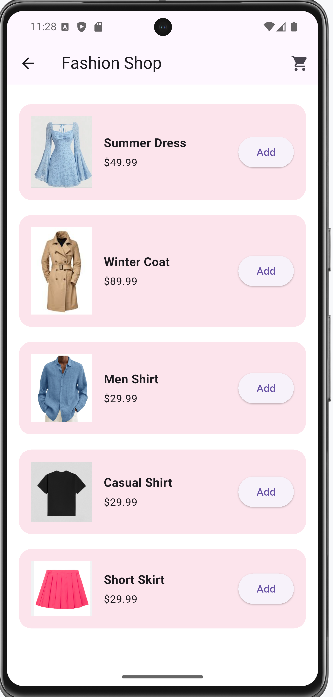 11:28
Fashion Shop
Summer Dress
$49.99
Add
Winter Coat
$89.99
Add
Men Shirt
$29.99
Add
Casual Shirt
$29.99
Add
Short Skirt
$29.99
Add